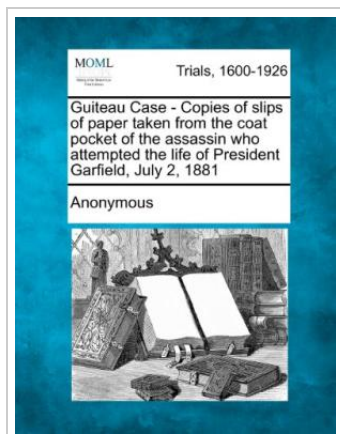 MOML
Trials, 1600-1926
Guiteau Case - Copies of slips
of paper taken from the coat
pocket of the assassin who
attempted the life of President
Garfield, July 2, 1881
Anonymous